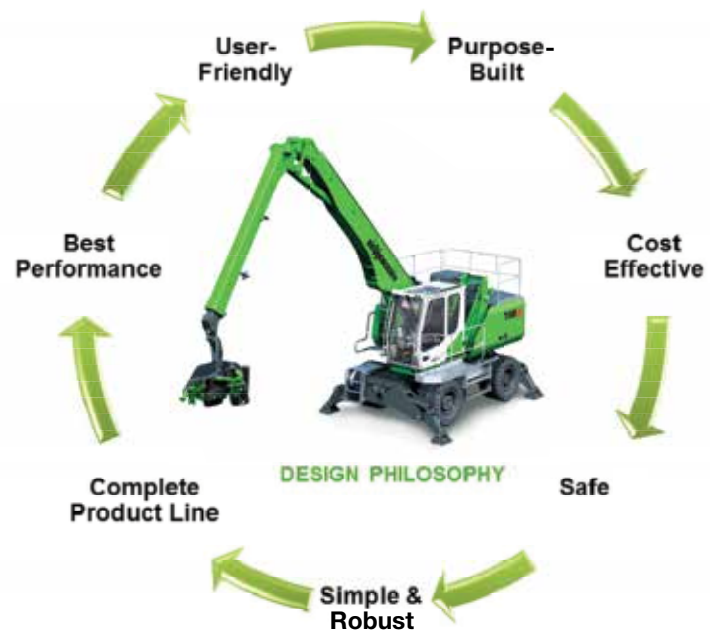 User-
Friendly
Purpose-
Built
Cost
Effective
Safe
Simple &
Robust
Complete
Product Line
Best
Performance
DESIGN PHILOSOPHY